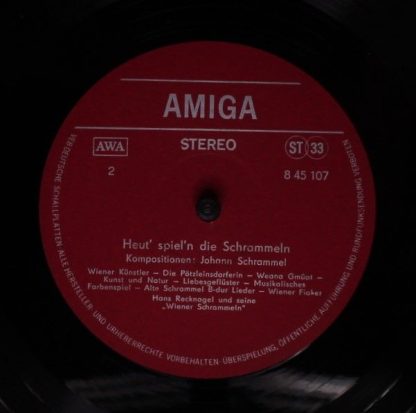 AMIGA
AWA
STEREO
ST 33
2
8 45 107
Heut' spiel'n die Schrammeln
Kompositionen: Johann Schrammel
Wiener Künstler – Die Pötzleinsdorferin – Weana Gmüat –
Kunst und Natur – Liebesgeflüster – Musikalisches
Farbenspiel – Alte Schrammel B-dur Lieder – Wiener Fiaker
Hans Recknagel und seine
„Wiener Schrammeln"
VEB DEUTSCHE SCHALLPLATTEN ALLE HERSTELLER UND URHEBERRECHTE VORBEHALTEN-ÜBERSPIELUNG, ÖFFENTLICHE AUFFÜHRUNG UND RUNDFUNKSENDUNG VERBOTEN